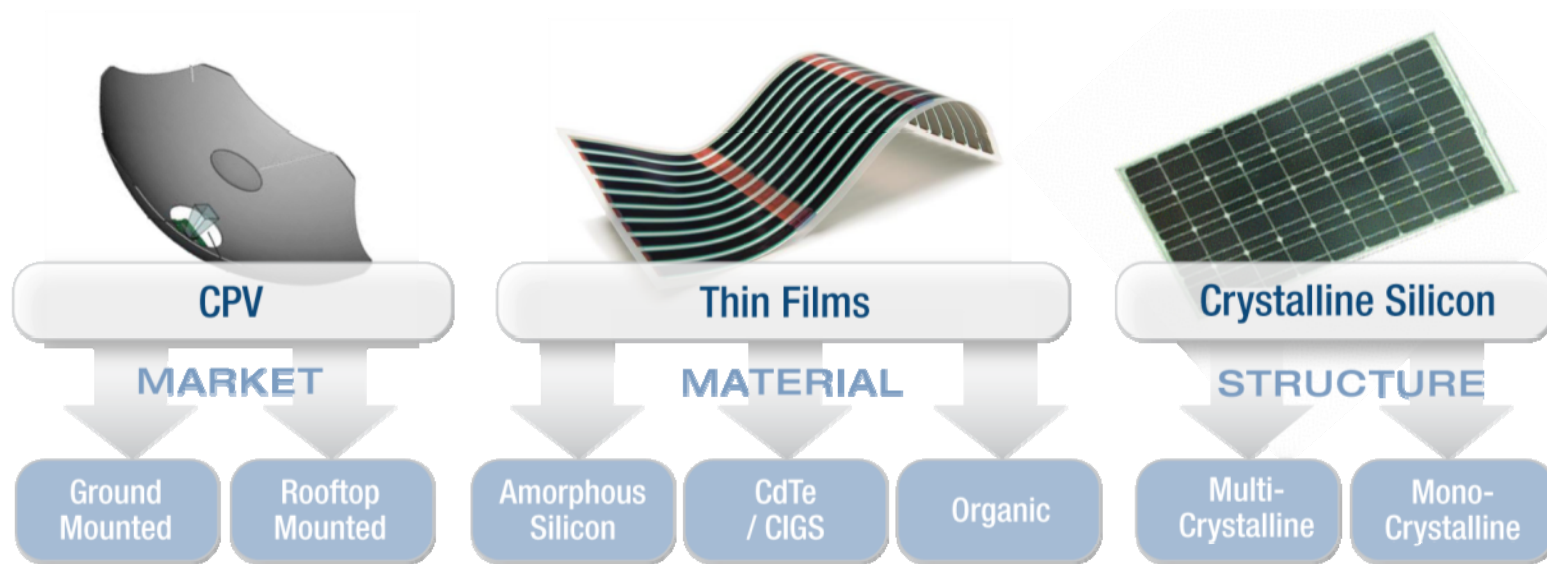 CPV
Thin Films
Crystalline Silicon
MARKET
MATERIAL
STRUCTURE
Ground
Mounted
Rooftop
Mounted
Amorphous
Silicon
CdTe
/ CIGS
Organic
Multi-
Crystalline
Mono-
Crystalline